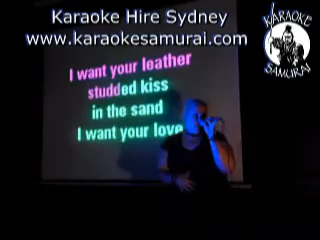 Karaoke Hire Sydney
www.karaokesamurai.com
KARAOKE
SAMURAI
I want your leather
studded kiss
in the sand
I want your love